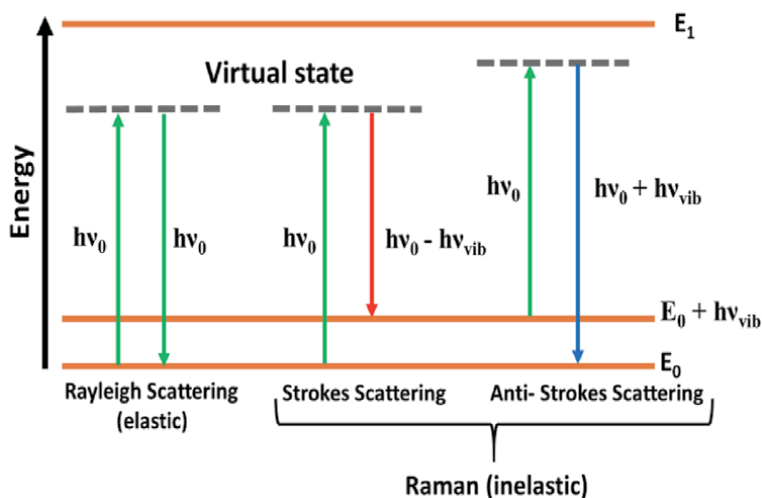 E₁
Virtual state
Energy
hν₀
hν₀
hν₀
hν₀ - hνvib
hν₀
hν₀ + hνvib
E₀ + hνvib
E₀
Rayleigh Scattering
(elastic)
Strokes Scattering
Anti- Strokes Scattering
Raman (inelastic)